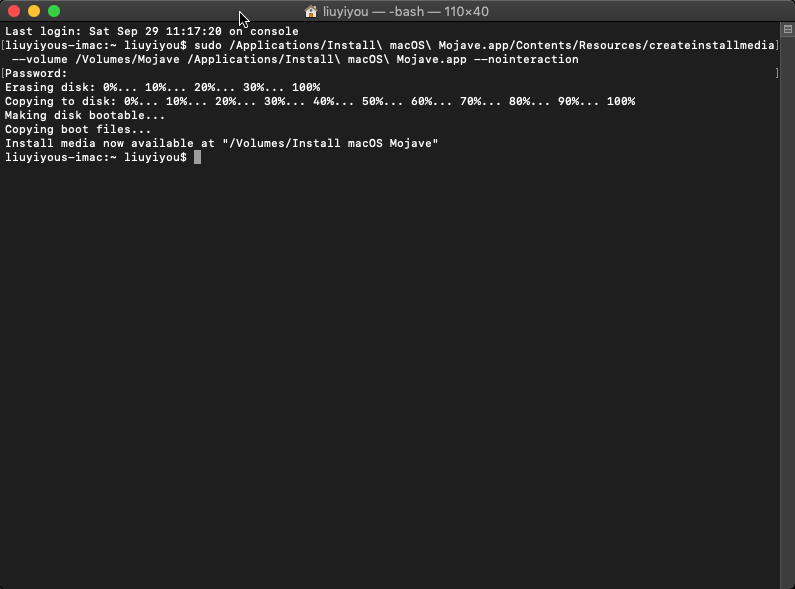 liuyiyou — -bash — 110×40
Last login: Sat Sep 29 11:17:20 on console
[liuyiyous-imac:~ liuyiyou$ sudo /Applications/Install\ macOS\ Mojave.app/Contents/Resources/createinstallmedia]
 --volume /Volumes/Mojave /Applications/Install\ macOS\ Mojave.app --nointeraction
[Password: ]
Erasing disk: 0%... 10%... 20%... 30%... 100%
Copying to disk: 0%... 10%... 20%... 30%... 40%... 50%... 60%... 70%... 80%... 90%... 100%
Making disk bootable...
Copying boot files...
Install media now available at "/Volumes/Install macOS Mojave"
liuyiyous-imac:~ liuyiyou$